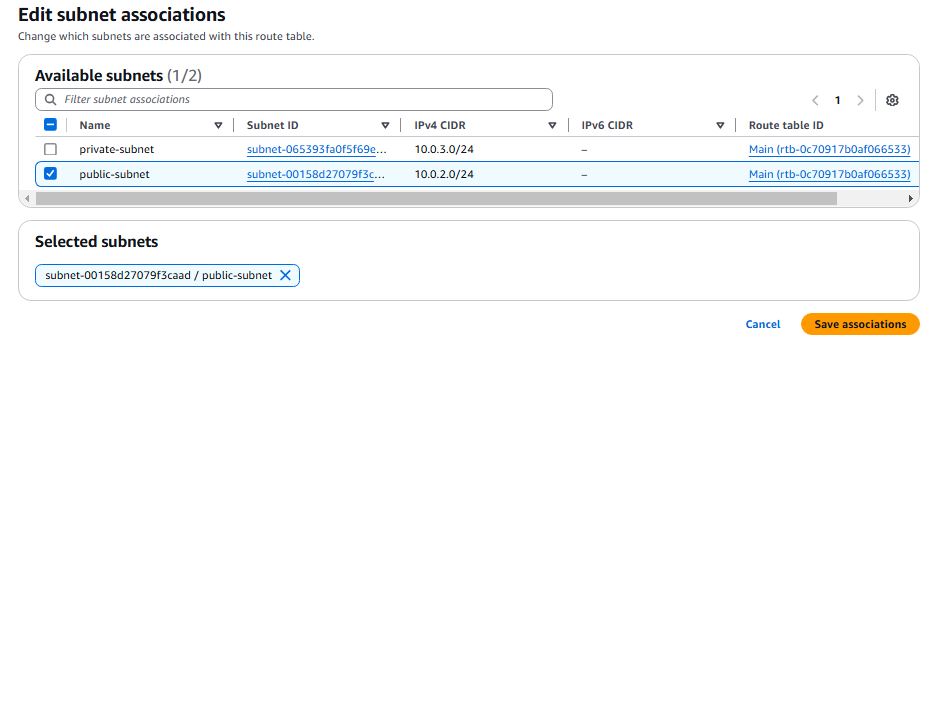 Edit subnet associations
Change which subnets are associated with this route table.
Available subnets (1/2)
Filter subnet associations
1
Name Subnet ID IPv4 CIDR IPv6 CIDR Route table ID
private-subnet subnet-065393fa0f5f69e... 10.0.3.0/24 – Main (rtb-0c70917b0af066533)
public-subnet subnet-00158d27079f3c... 10.0.2.0/24 – Main (rtb-0c70917b0af066533)
Selected subnets
subnet-00158d27079f3caad / public-subnet
Cancel Save associations